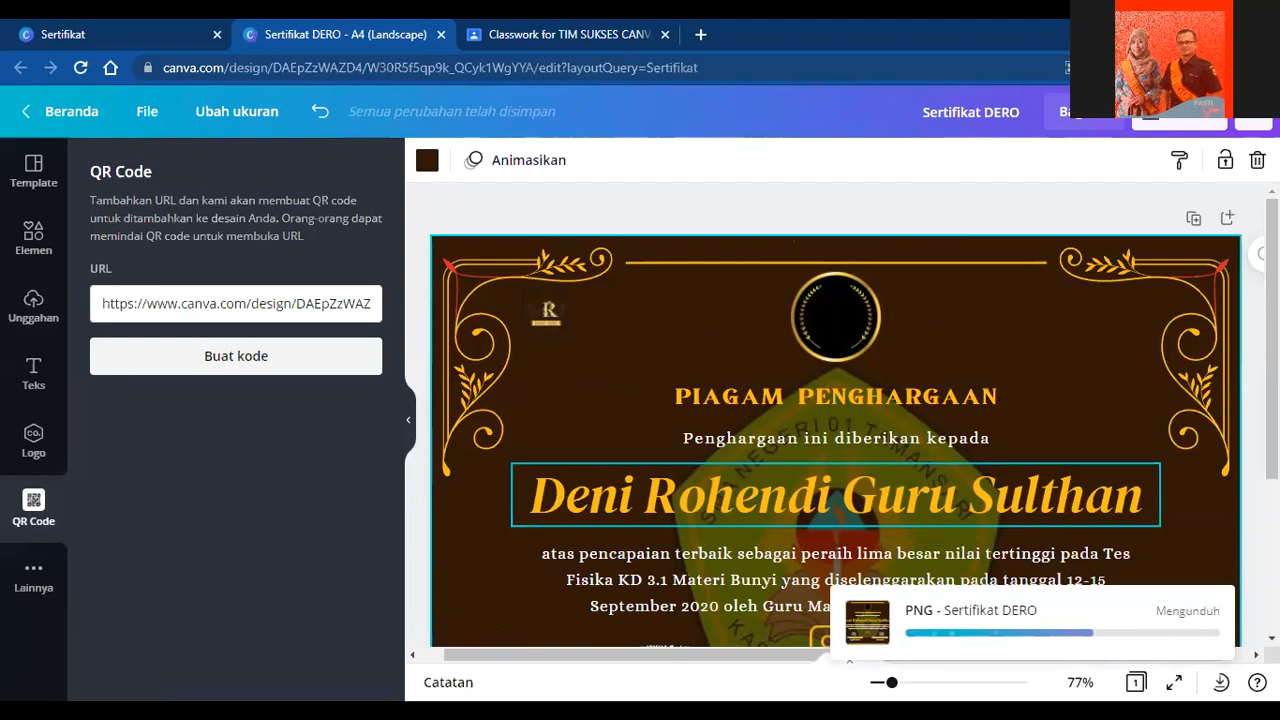 Sertifikat
Sertifikat DERO - A4 (Landscape)
Classwork for TIM SUKSES CANV
canva.com/design/DAEpZzWAZD4/W30R5f5qp9k_QCyk1WgYYA/edit?layoutQuery=Sertifikat
PASTI
Beranda
File
Ubah ukuran
Semua perubahan telah disimpan
Sertifikat DERO
Template
Elemen
Unggahan
Teks
CO.
Logo
QR Code
Lainnya
QR Code
Tambahkan URL dan kami akan membuat QR code
untuk ditambahkan ke desain Anda. Orang-orang dapat
memindai QR code untuk membuka URL
URL
https://www.canva.com/design/DAEpZzWAZ
Buat kode
Animasikan
R
PIAGAM PENGHARGAAN
Penghargaan ini diberikan kepada
Deni Rohendi Guru Sulthan
atas pencapaian terbaik sebagai peraih lima besar nilai tertinggi pada Tes
Fisika KD 3.1 Materi Bunyi yang diselenggarakan pada tanggal 12-15
September 2020 oleh Guru
PNG - Sertifikat DERO
Mengunduh
Catatan
77%
1